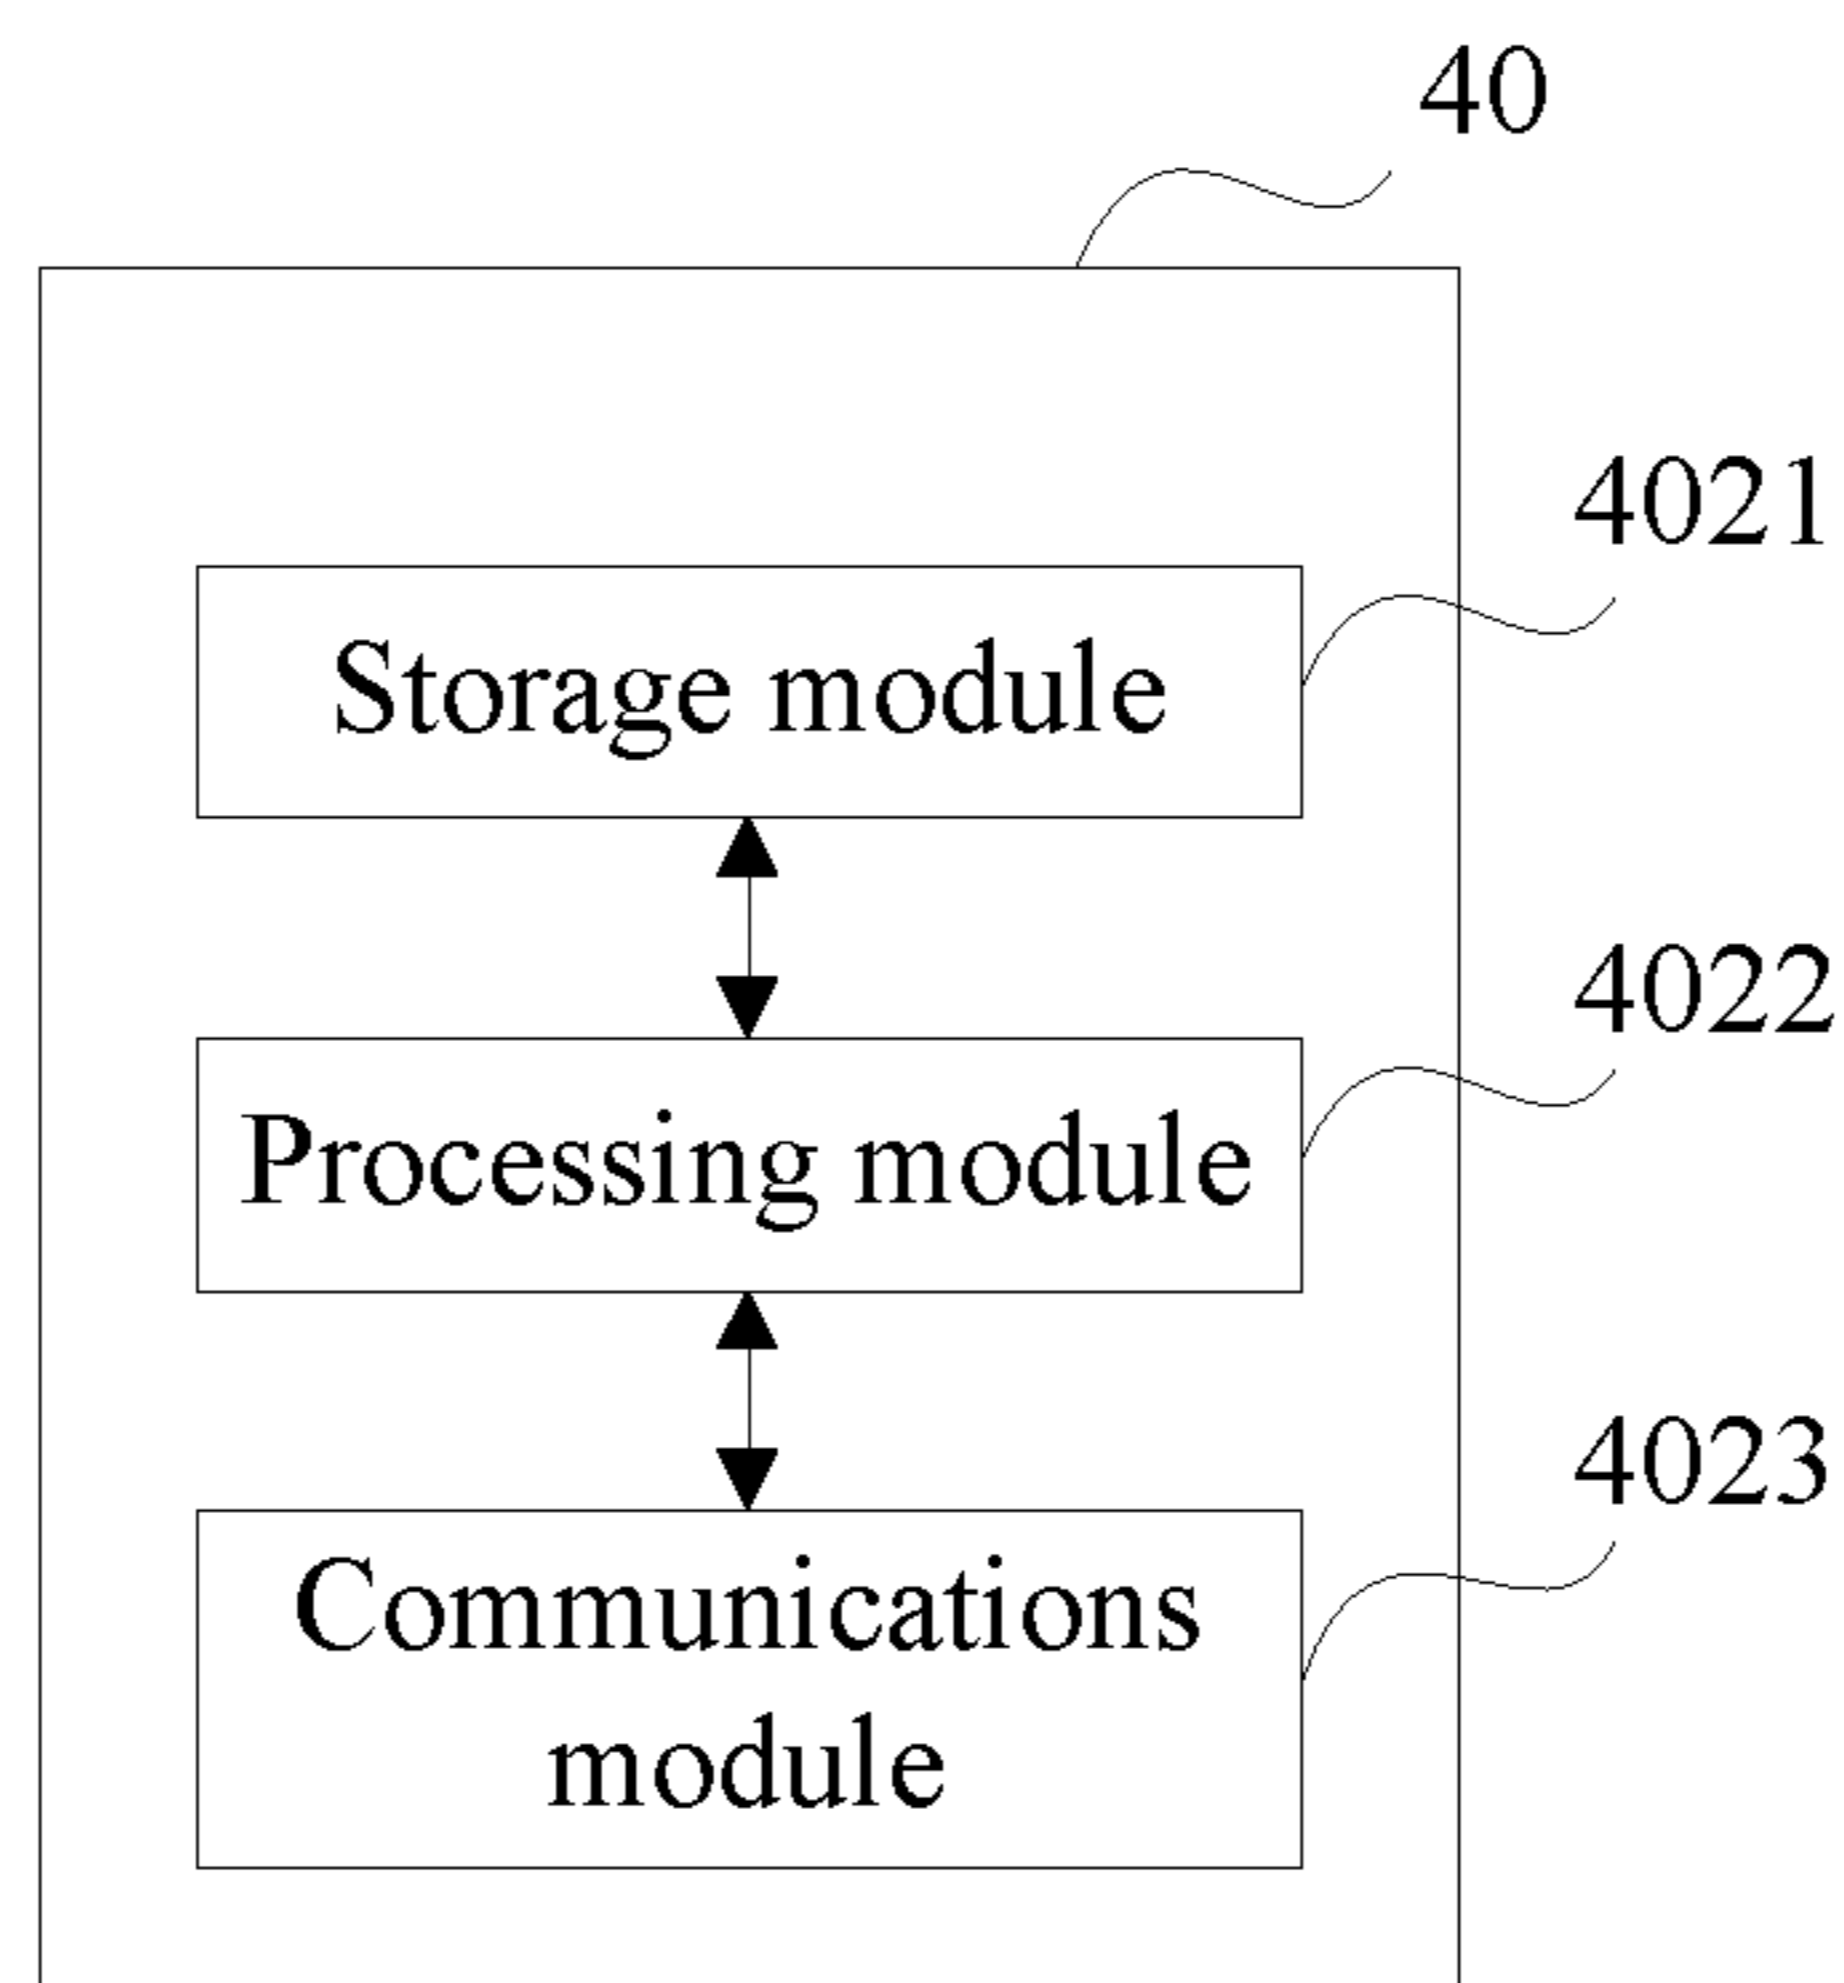 40
4021
Storage module
4022
Processing module
4023
Communications
module